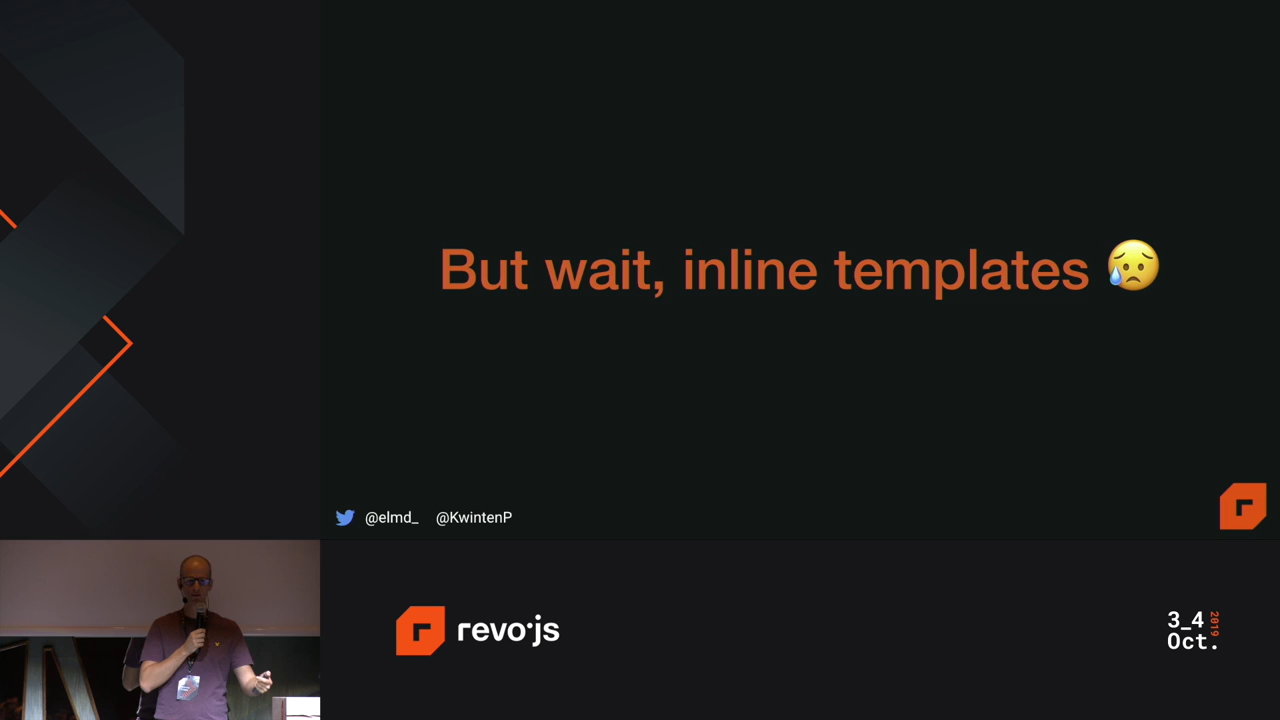 But wait, inline templates 😥
@elmd_ @KwintenP
revo·js
3_4
Oct.
2019